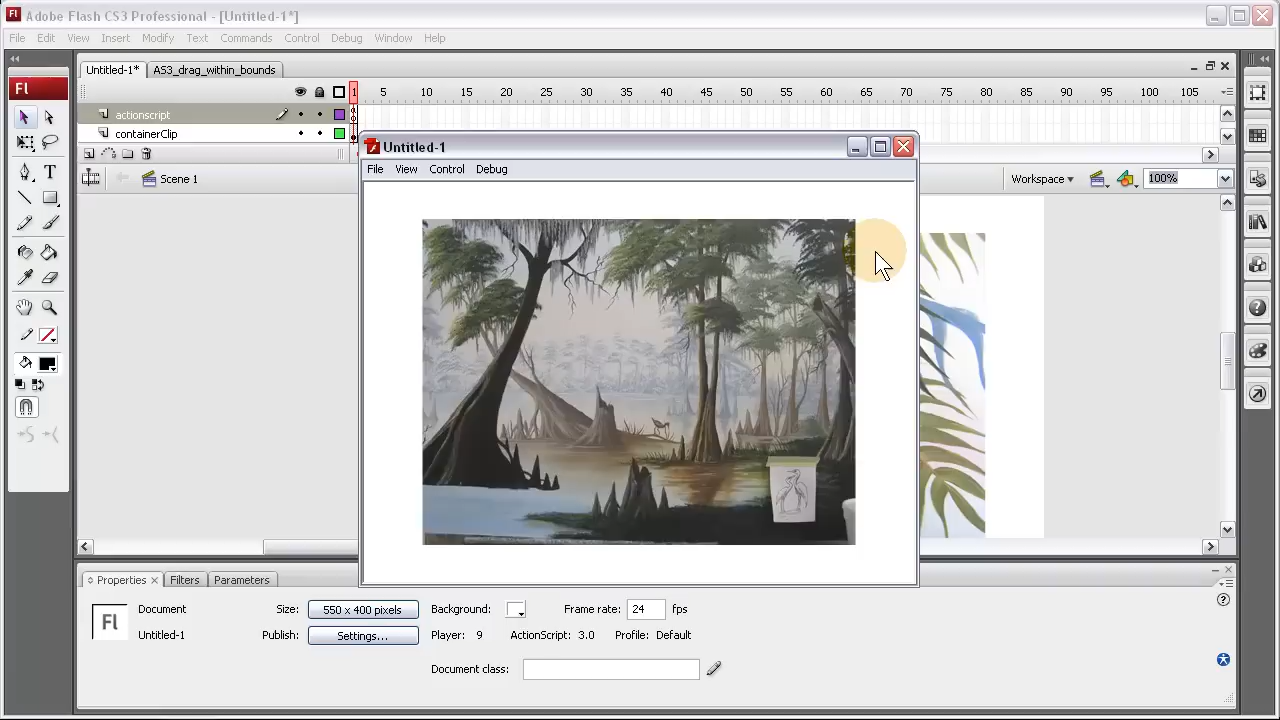 Adobe Flash CS3 Professional - [Untitled-1*]
File Edit View Insert Modify Text Commands Control Debug Window Help
Untitled-1* AS3_drag_within_bounds
1 5 10 15 20 25 30 35 40 45 50 55 60 65 70 75 80 85 90 95 100 105
Fl
actionscript
containerClip
Untitled-1
File View Control Debug
Scene 1
Workspace
100%
Properties Filters Parameters
Fl
Document
Untitled-1
Size: 550 x 400 pixels Background: Frame rate: 24 fps
Publish: Settings... Player: 9 ActionScript: 3.0 Profile: Default
Document class: